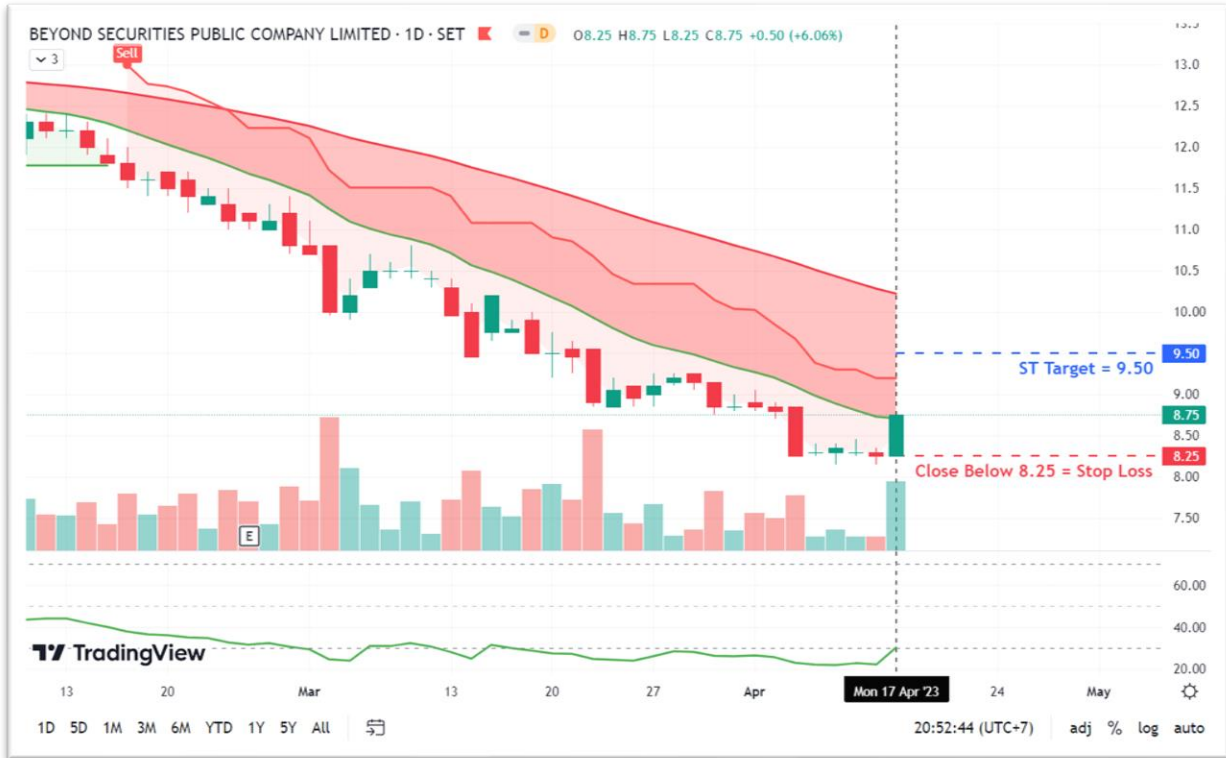 BEYOND SECURITIES PUBLIC COMPANY LIMITED · 1D · SET D O8.25 H8.75 L8.25 C8.75 +0.50 (+6.06%)
3
Sell
13.5
13.0
12.5
12.0
11.5
11.0
10.5
10.00
9.50
ST Target = 9.50
9.00
8.75
8.50
8.25
Close Below 8.25 = Stop Loss
8.00
7.50
E
60.00
40.00
TradingView
20.00
13 20 Mar 13 20 27 Apr Mon 17 Apr '23 24 May
1D 5D 1M 3M 6M YTD 1Y 5Y All 20:52:44 (UTC+7) adj % log auto